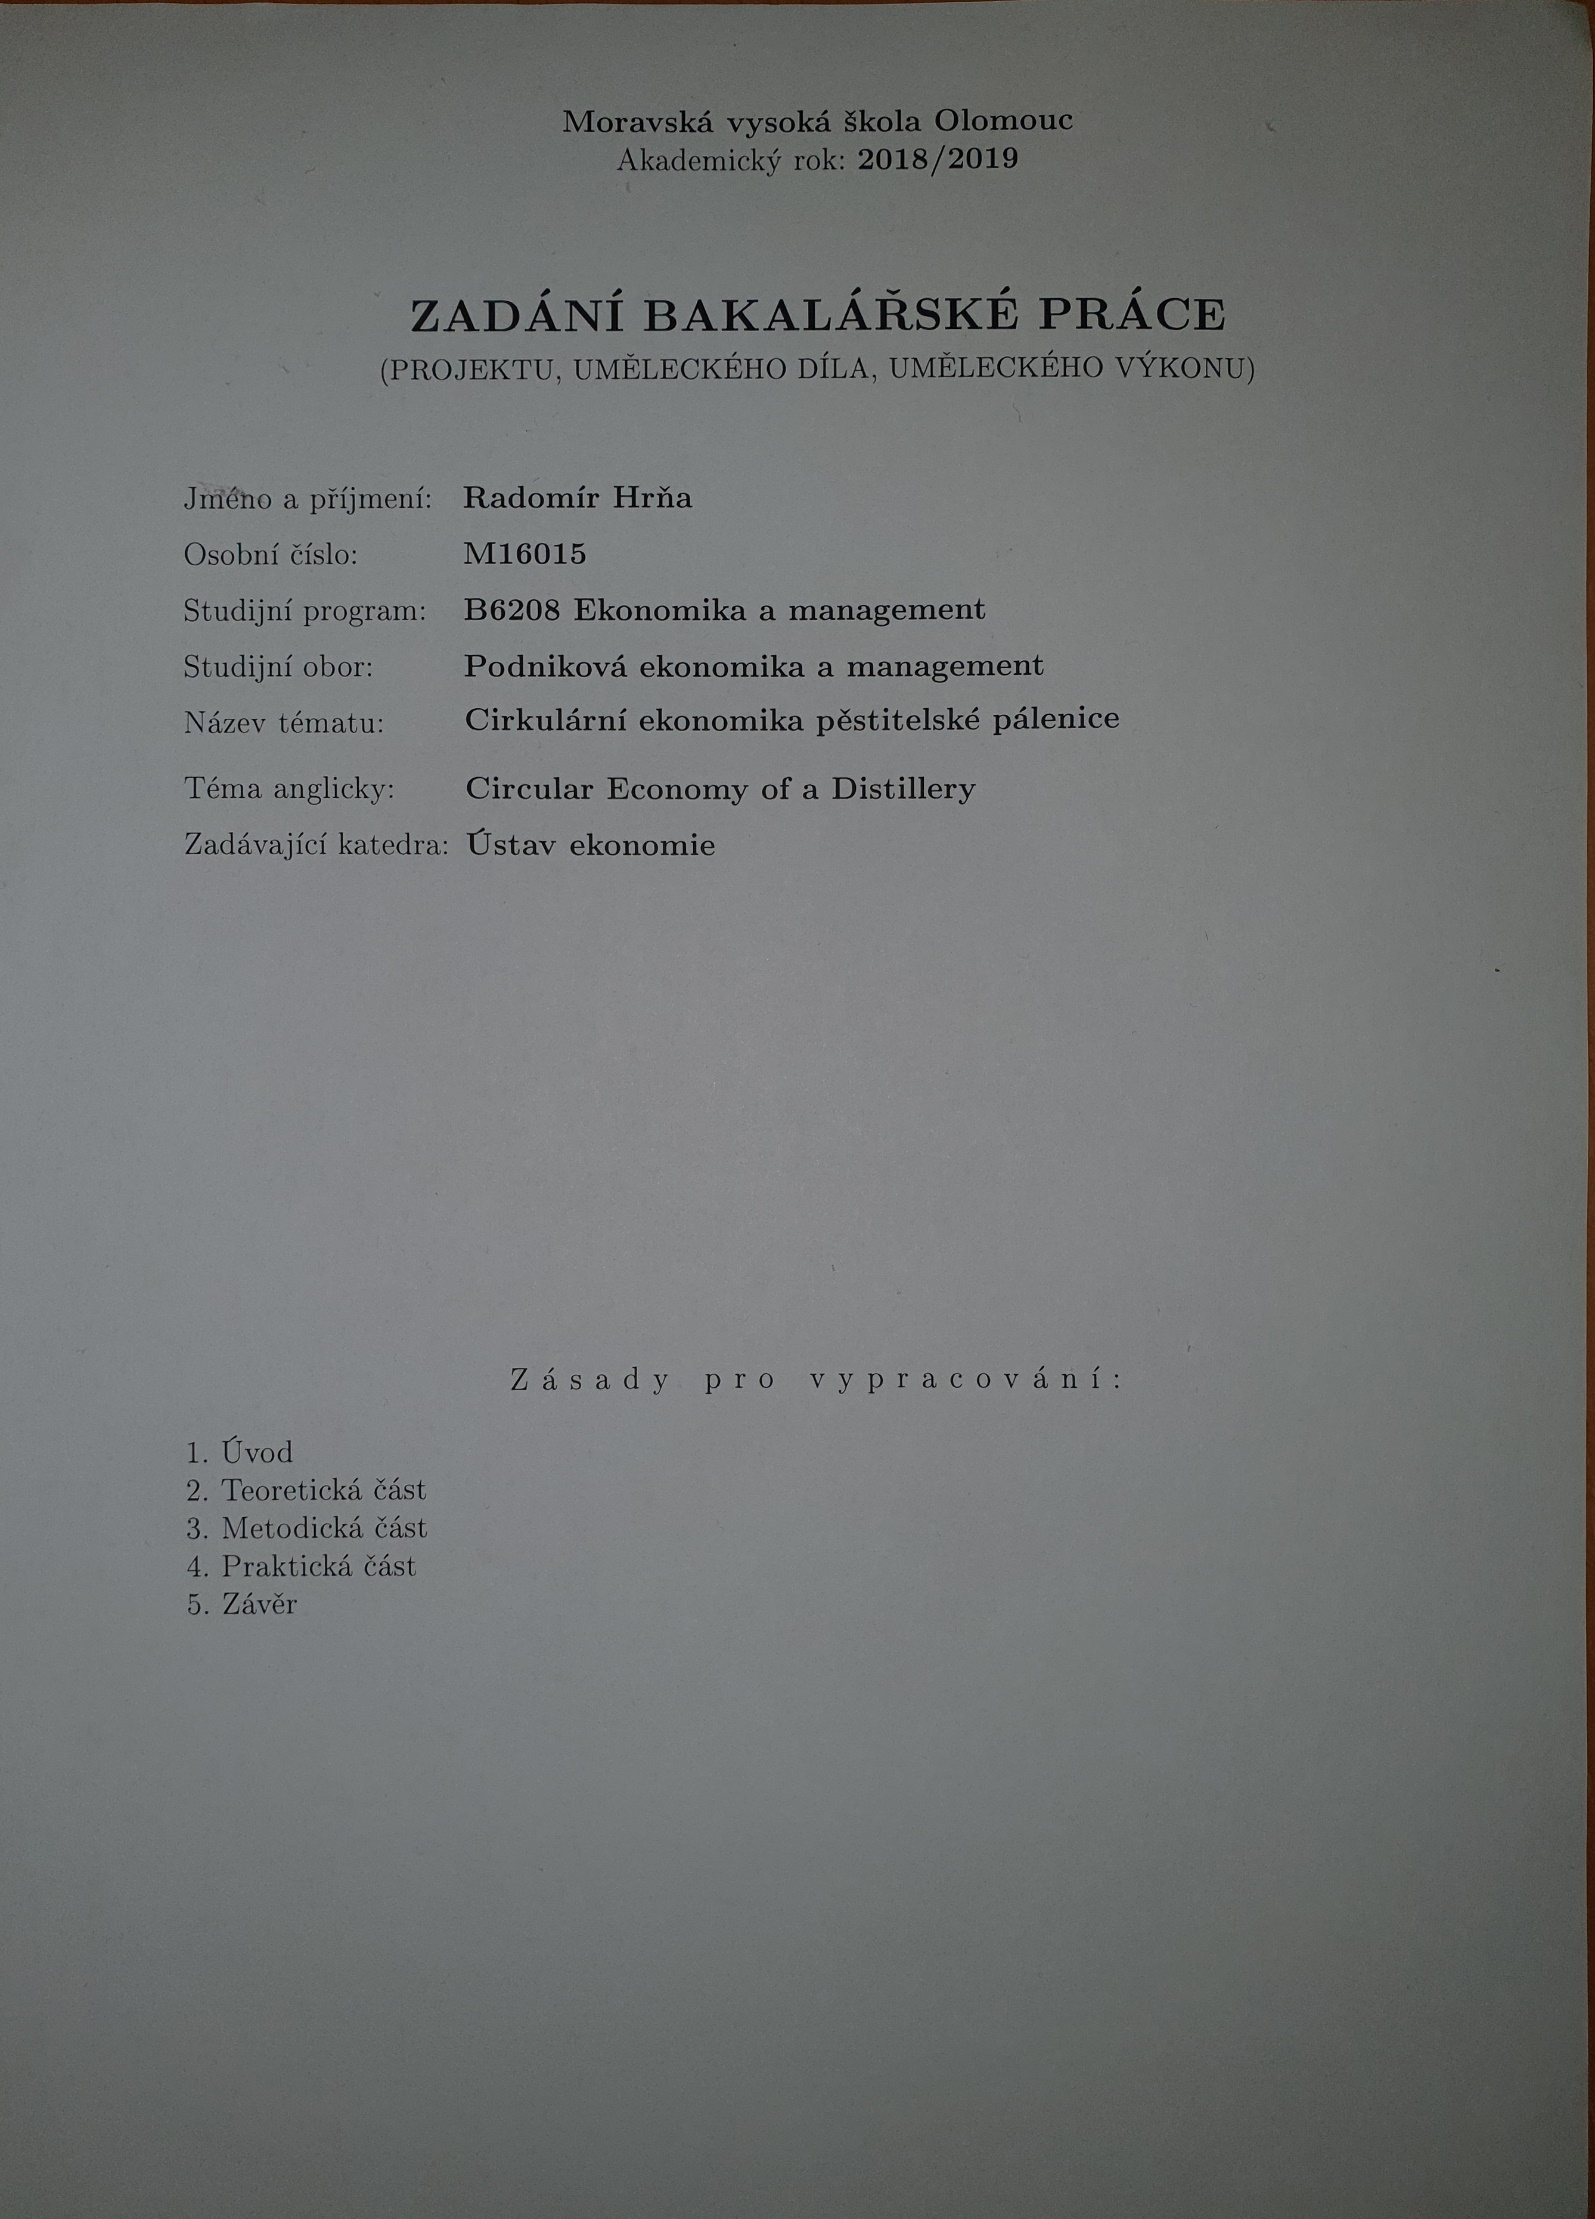 Moravská vysoká škola Olomouc
Akademický rok: 2018/2019
ZADÁNÍ BAKALÁŘSKÉ PRÁCE
(PROJEKTU, UMĚLECKÉHO DÍLA, UMĚLECKÉHO VÝKONU)
Jméno a příjmení: Radomír Hrňa
Osobní číslo: M16015
Studijní program: B6208 Ekonomika a management
Studijní obor: Podniková ekonomika a management
Název tématu: Cirkulární ekonomika pěstitelské pálenice
Téma anglicky: Circular Economy of a Distillery
Zadávající katedra: Ústav ekonomie
Zásady pro vypracování:
1. Úvod
2. Teoretická část
3. Metodická část
4. Praktická část
5. Závěr